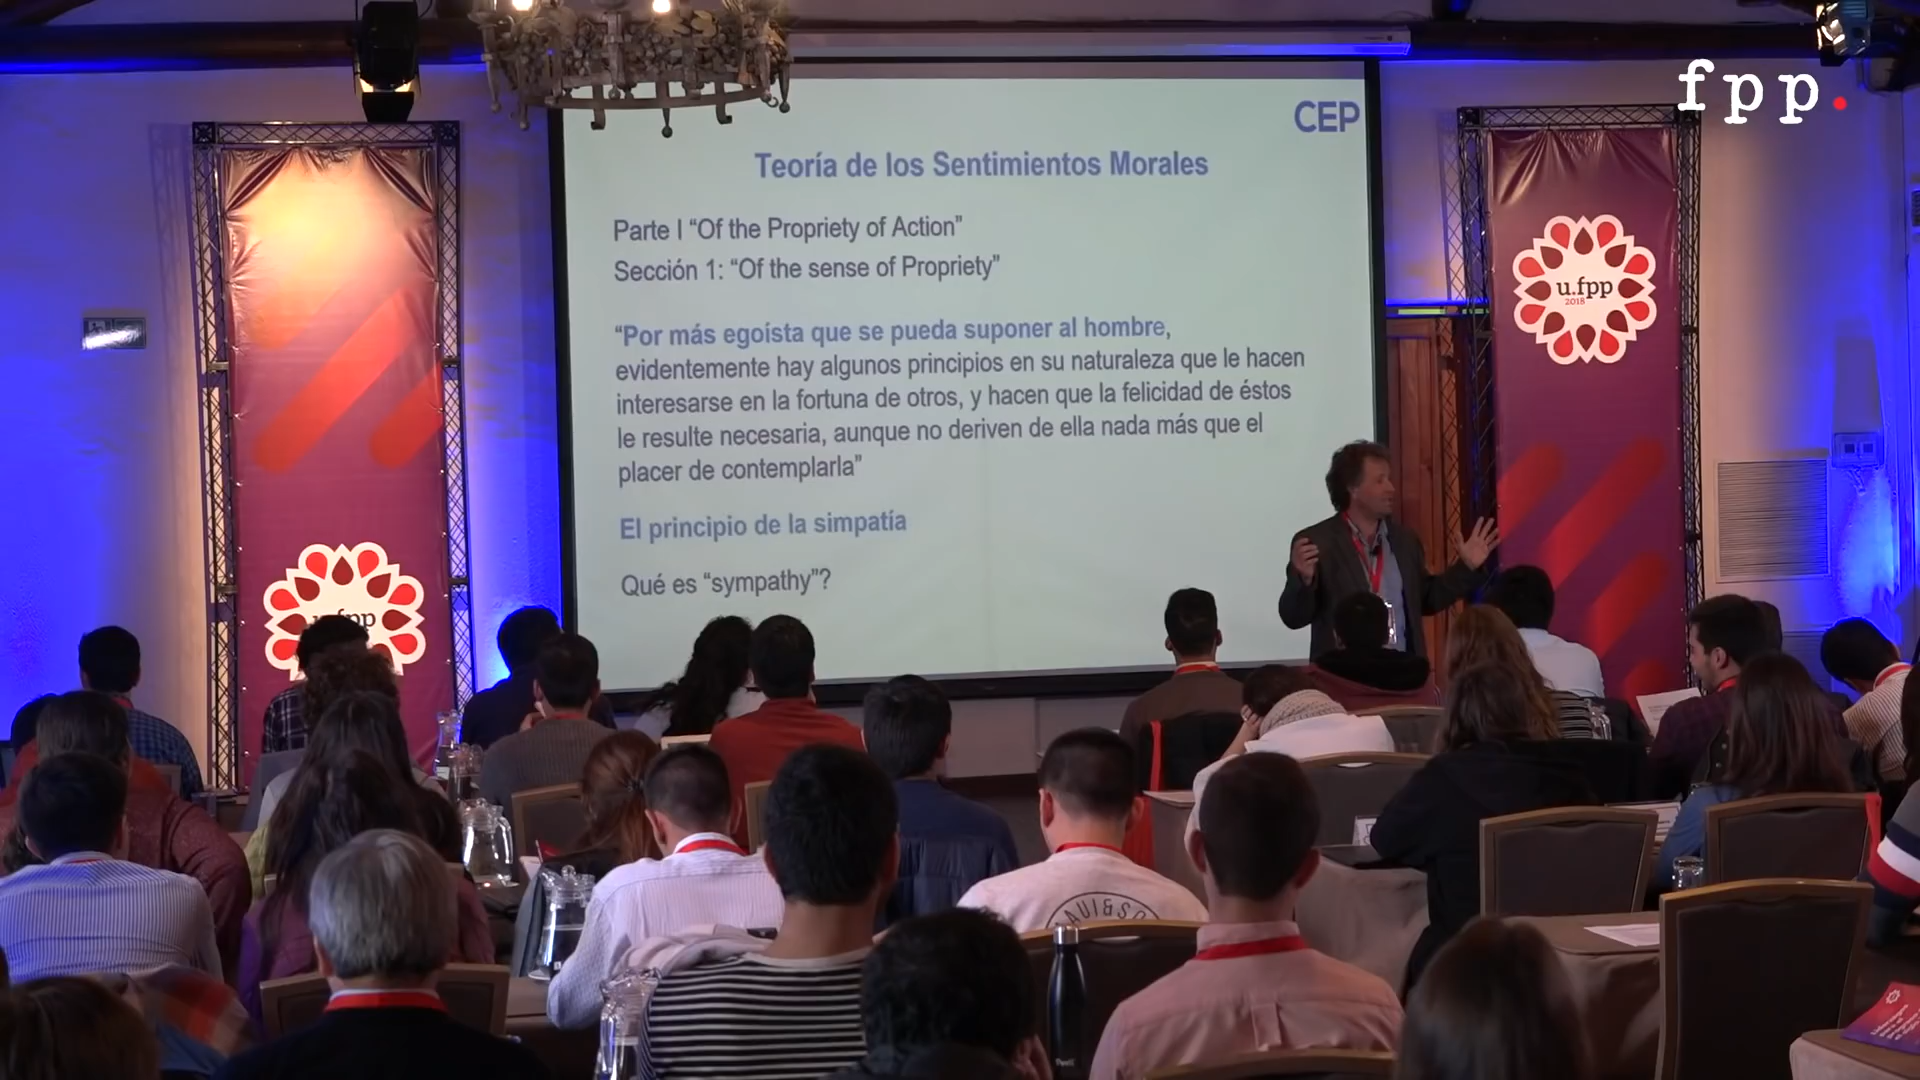 fpp.
CEP
Teoría de los Sentimientos Morales
Parte I “Of the Propriety of Action”
Sección 1: “Of the sense of Propriety”
“Por más egoísta que se pueda suponer al hombre,
evidentemente hay algunos principios en su naturaleza que le hacen
interesarse en la fortuna de otros, y hacen que la felicidad de éstos
le resulte necesaria, aunque no deriven de ella nada más que el
placer de contemplarla”
El principio de la simpatía
Qué es “sympathy”?
u.fpp
2018
u.fpp
AUI&SO